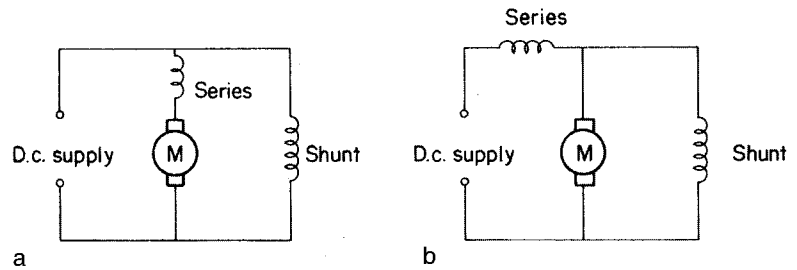 Series
D.c. supply
M
Shunt
a
Series
D.c. supply
M
Shunt
b